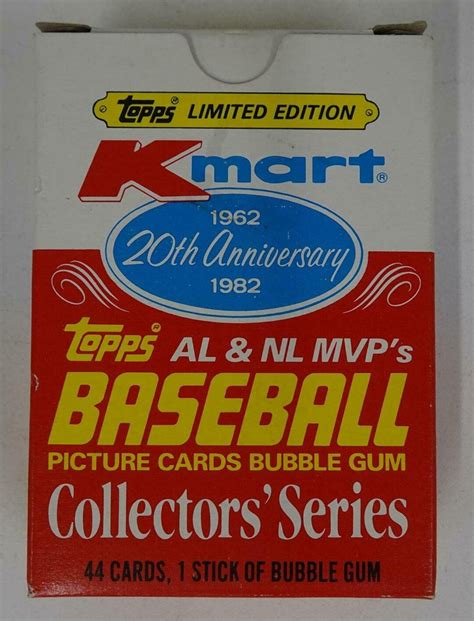 Topps® LIMITED EDITION
Kmart®
1962
20th Anniversary
1982
Topps® AL & NL MVP's
BASEBALL
PICTURE CARDS BUBBLE GUM
Collectors' Series
44 CARDS, 1 STICK OF BUBBLE GUM